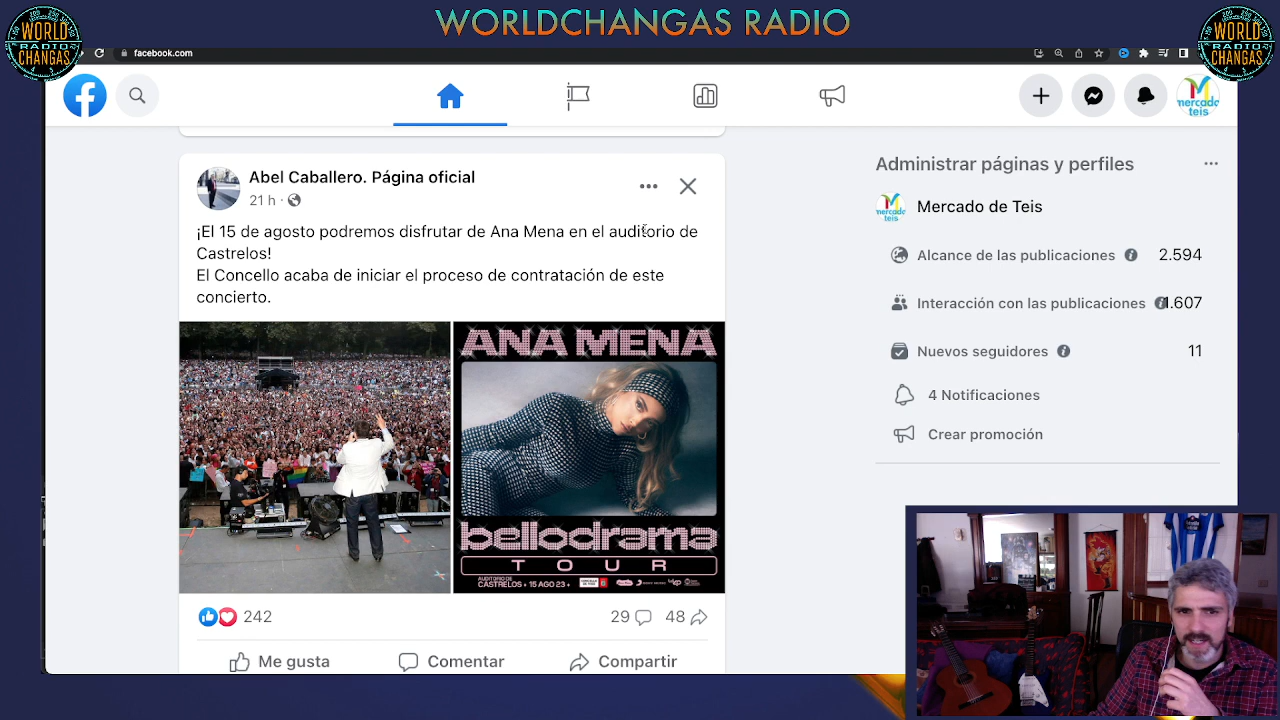 WORLDCHANGAS RADIO
WORLD
RADIO
CHANGAS
WORLD
RADIO
CHANGAS
facebook.com
mercado
teis
Abel Caballero. Página oficial
21 h ·
¡El 15 de agosto podremos disfrutar de Ana Mena en el auditorio de
Castrelos!
El Concello acaba de iniciar el proceso de contratación de este
concierto.
ANA MENA
bellodrama
TOUR
AUDITORIO DE
CASTRELOS + 15 AGO 23 +
242
29
48
Me gusta
Comentar
Compartir
Administrar páginas y perfiles
mercado
teis
Mercado de Teis
Alcance de las publicaciones 2.594
Interacción con las publicaciones 1.607
Nuevos seguidores 11
4 Notificaciones
Crear promoción